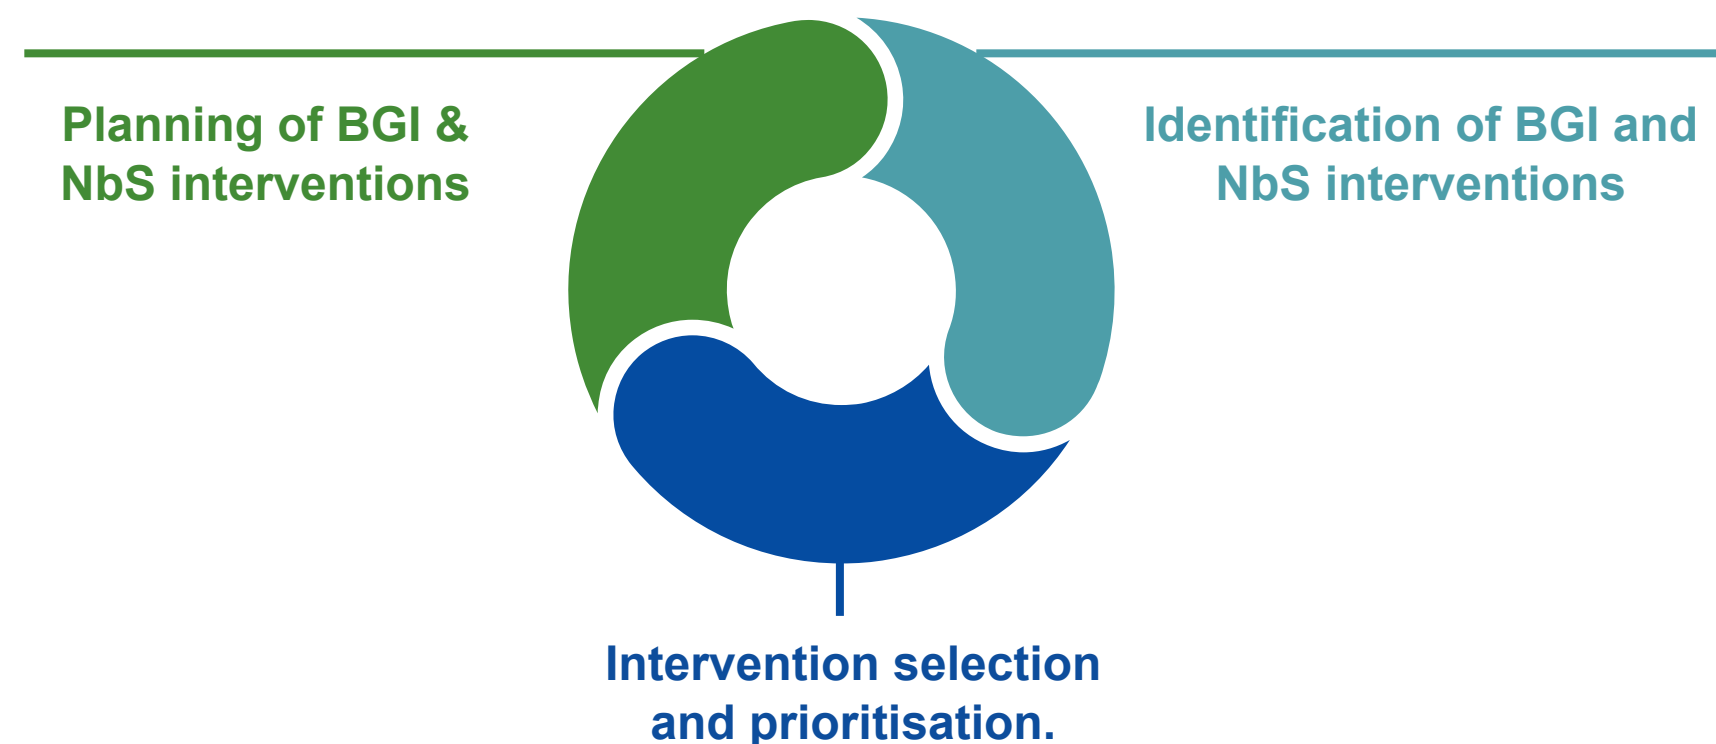 Planning of BGI &
NbS interventions
Identification of BGI and
NbS interventions
Intervention selection
and prioritisation.